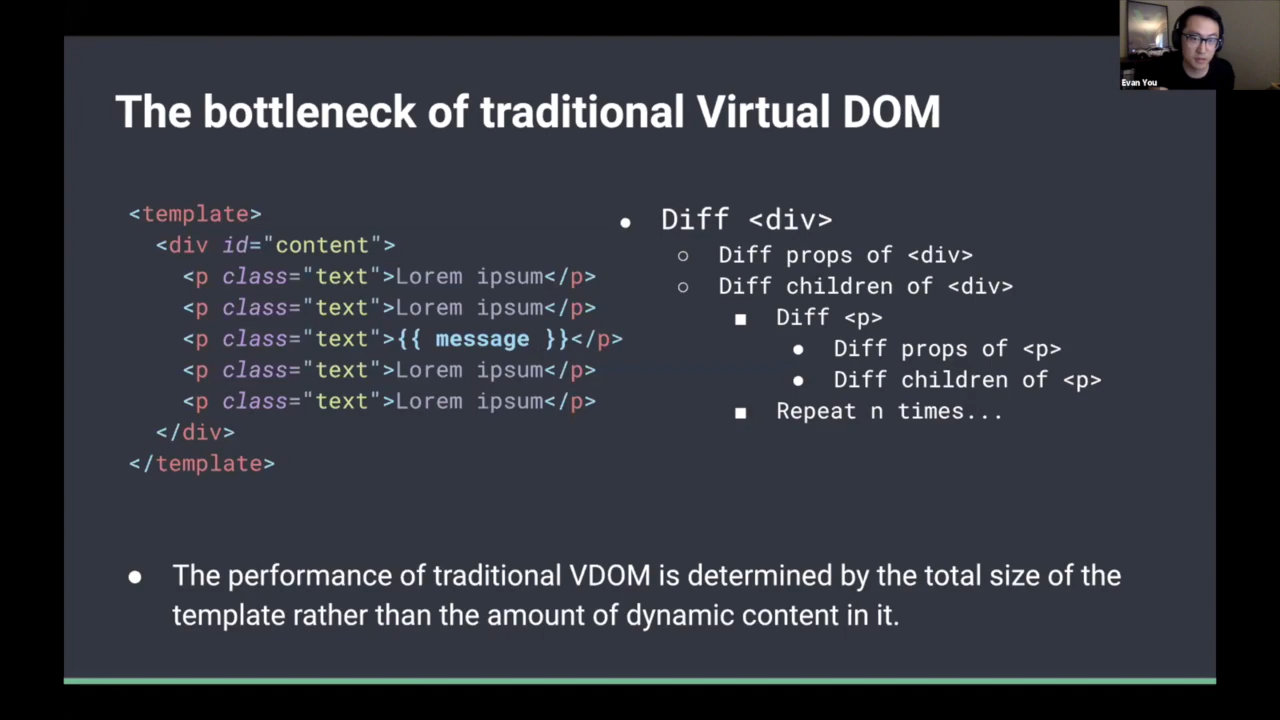 Evan You
The bottleneck of traditional Virtual DOM
<template>
  <div id="content">
    <p class="text">Lorem ipsum</p>
    <p class="text">Lorem ipsum</p>
    <p class="text">{{ message }}</p>
    <p class="text">Lorem ipsum</p>
    <p class="text">Lorem ipsum</p>
  </div>
</template>
● Diff <div>
○ Diff props of <div>
○ Diff children of <div>
■ Diff <p>
● Diff props of <p>
● Diff children of <p>
■ Repeat n times...
● The performance of traditional VDOM is determined by the total size of the
template rather than the amount of dynamic content in it.